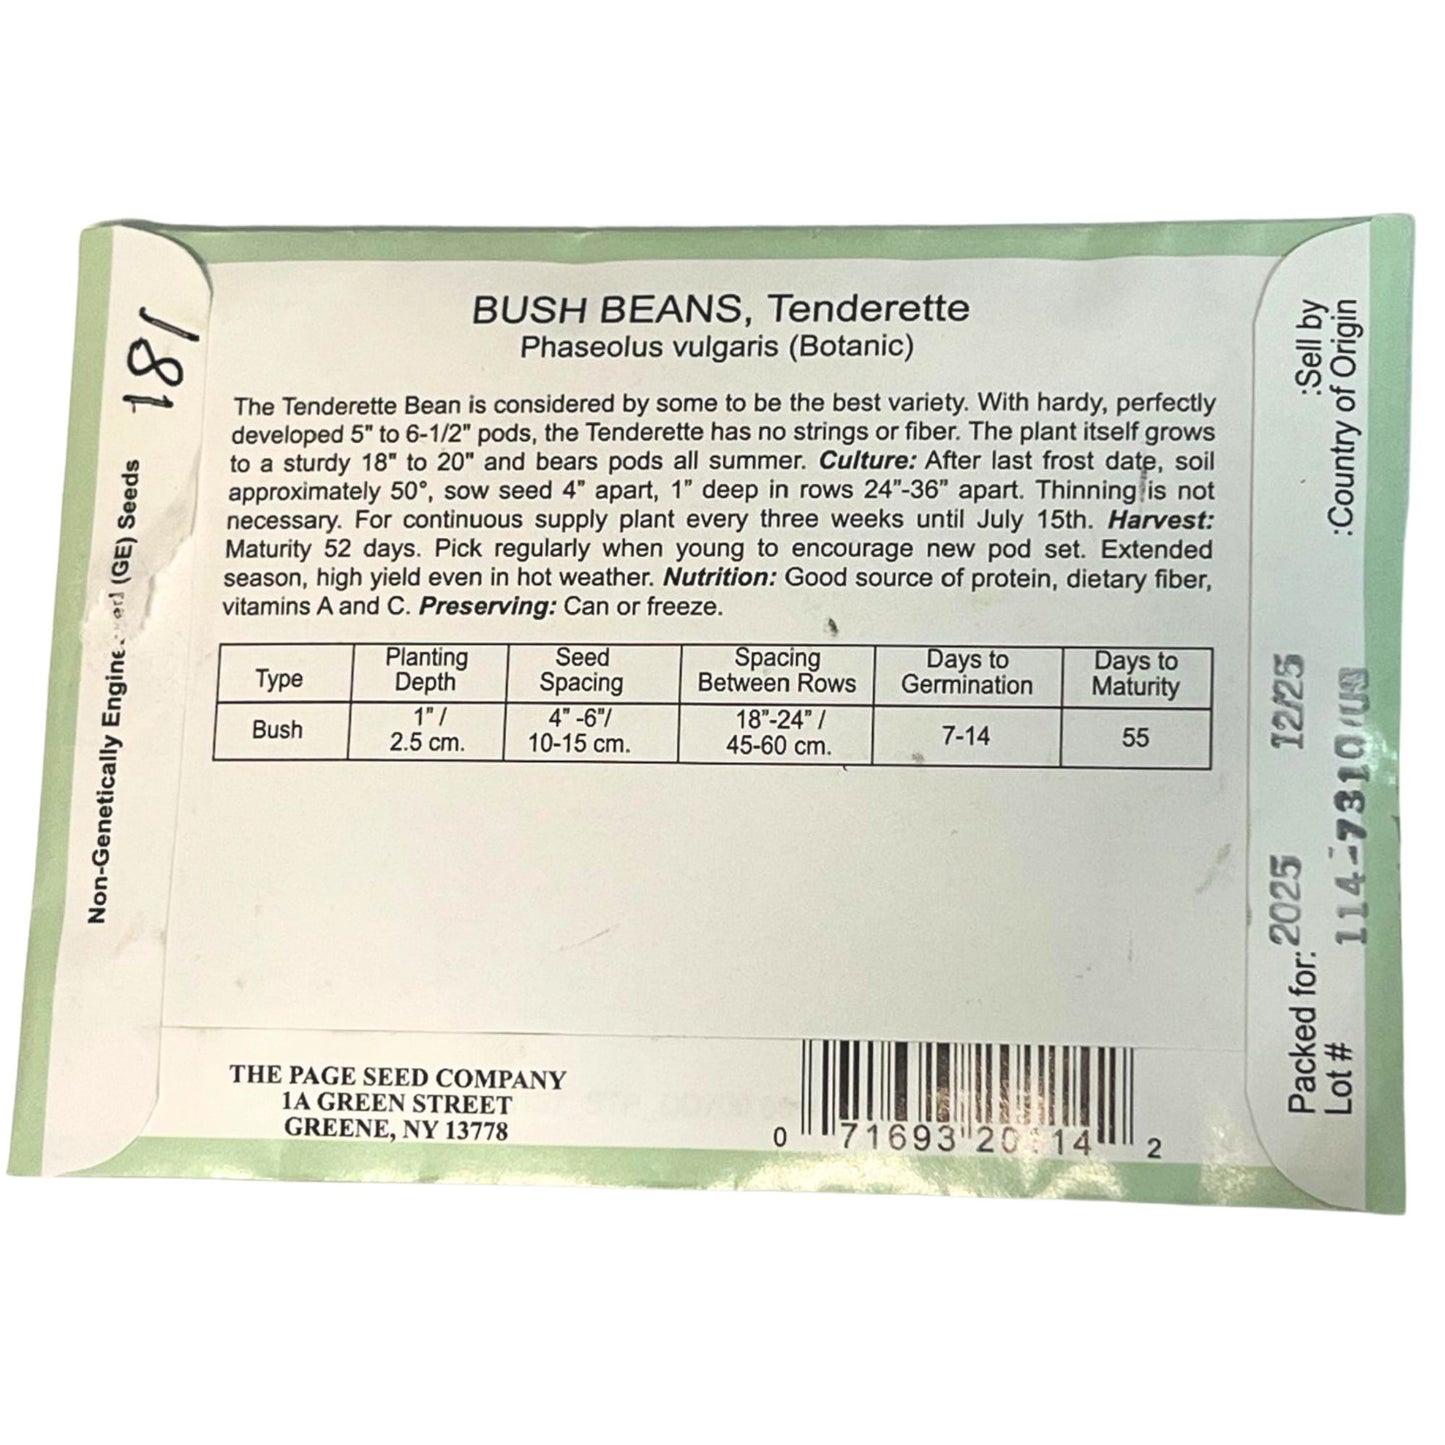 BUSH BEANS, Tenderette
Phaseolus vulgaris (Botanic)
The Tenderette Bean is considered by some to be the best variety. With hardy, perfectly
developed 5" to 6-1/2" pods, the Tenderette has no strings or fiber. The plant itself grows
to a sturdy 18" to 20" and bears pods all summer. Culture: After last frost date, soil
approximately 50°, sow seed 4" apart, 1" deep in rows 24"-36" apart. Thinning is not
necessary. For continuous supply plant every three weeks until July 15th. Harvest:
Maturity 52 days. Pick regularly when young to encourage new pod set. Extended
season, high yield even in hot weather. Nutrition: Good source of protein, dietary fiber,
vitamins A and C. Preserving: Can or freeze.
Type
Planting
Depth
Seed
Spacing
Spacing
Between Rows
Days to
Germination
Days to
Maturity
Bush
1" /
2.5 cm.
4" -6"/
10-15 cm.
18"-24" /
45-60 cm.
7-14
55
THE PAGE SEED COMPANY
1A GREEN STREET
GREENE, NY 13778
0 71693 2 14 2
Non-Genetically (GE) Seeds
181
Packed for: 2025 12/25 :Sell by
Lot # 114-7310/US :Country of Origin